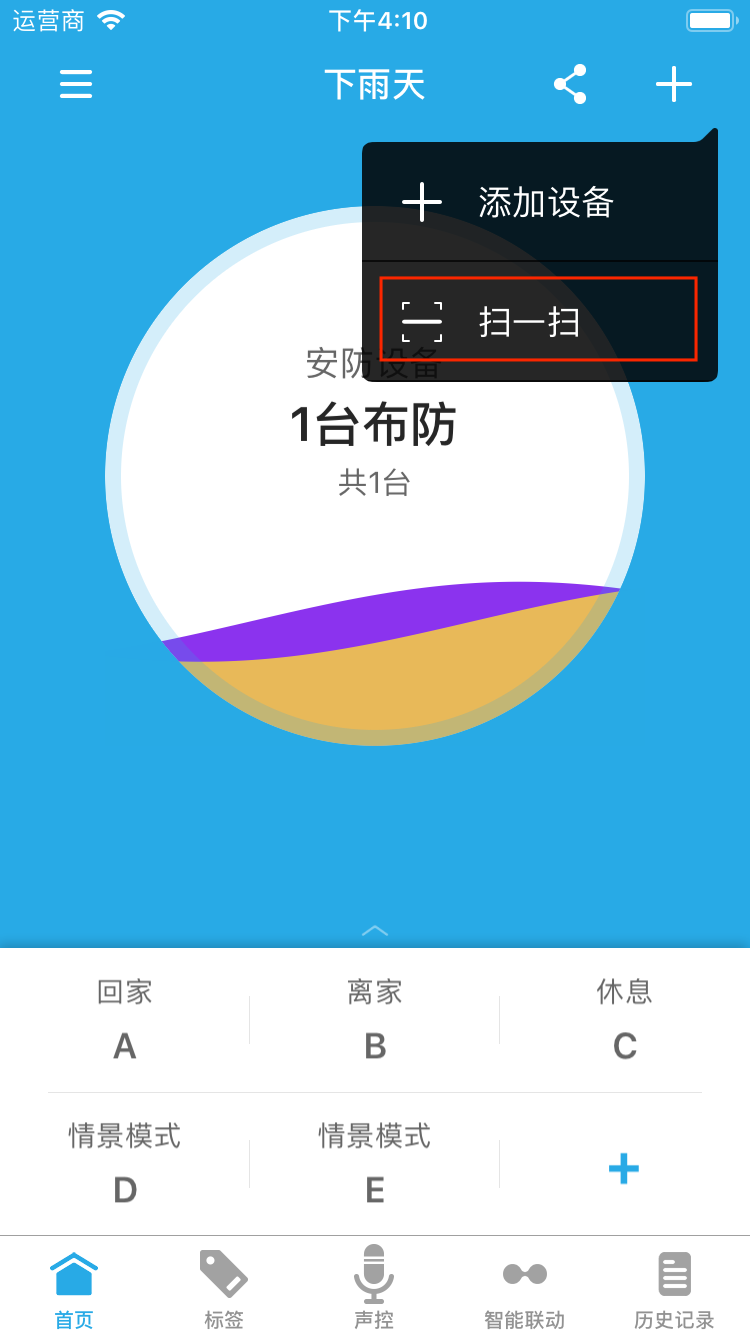 运营商 下午4:10
下雨天
添加设备
扫一扫
安防设备
1台布防
共1台
回家 离家 休息
A B C
情景模式 情景模式
D E
首页 标签 声控 智能联动 历史记录